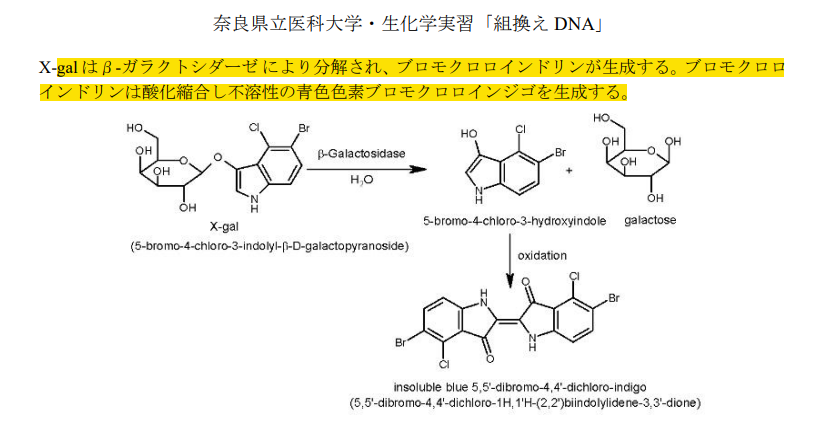 奈良県立医科大学・生化学実習「組換え DNA」
X-gal はβ-ガラクトシダーゼにより分解され、ブロモクロロインドリンが生成する。ブロモクロロ
インドリンは酸化縮合し不溶性の青色色素ブロモクロロインジゴを生成する。
HO
OH
OH
OH
O
O
Cl
Br
NH
β-Galactosidase
H2O
HO
Cl
Br
NH
+
HO
OH
OH
OH
O
OH
X-gal
(5-bromo-4-chloro-3-indolyl-β-D-galactopyranoside)
5-bromo-4-chloro-3-hydroxyindole
galactose
oxidation
H
N
O
Cl
Br
Br
Cl
O
N
H
insoluble blue 5,5'-dibromo-4,4'-dichloro-indigo
(5,5'-dibromo-4,4'-dichloro-1H,1'H-(2,2')biindolylidene-3,3'-dione)